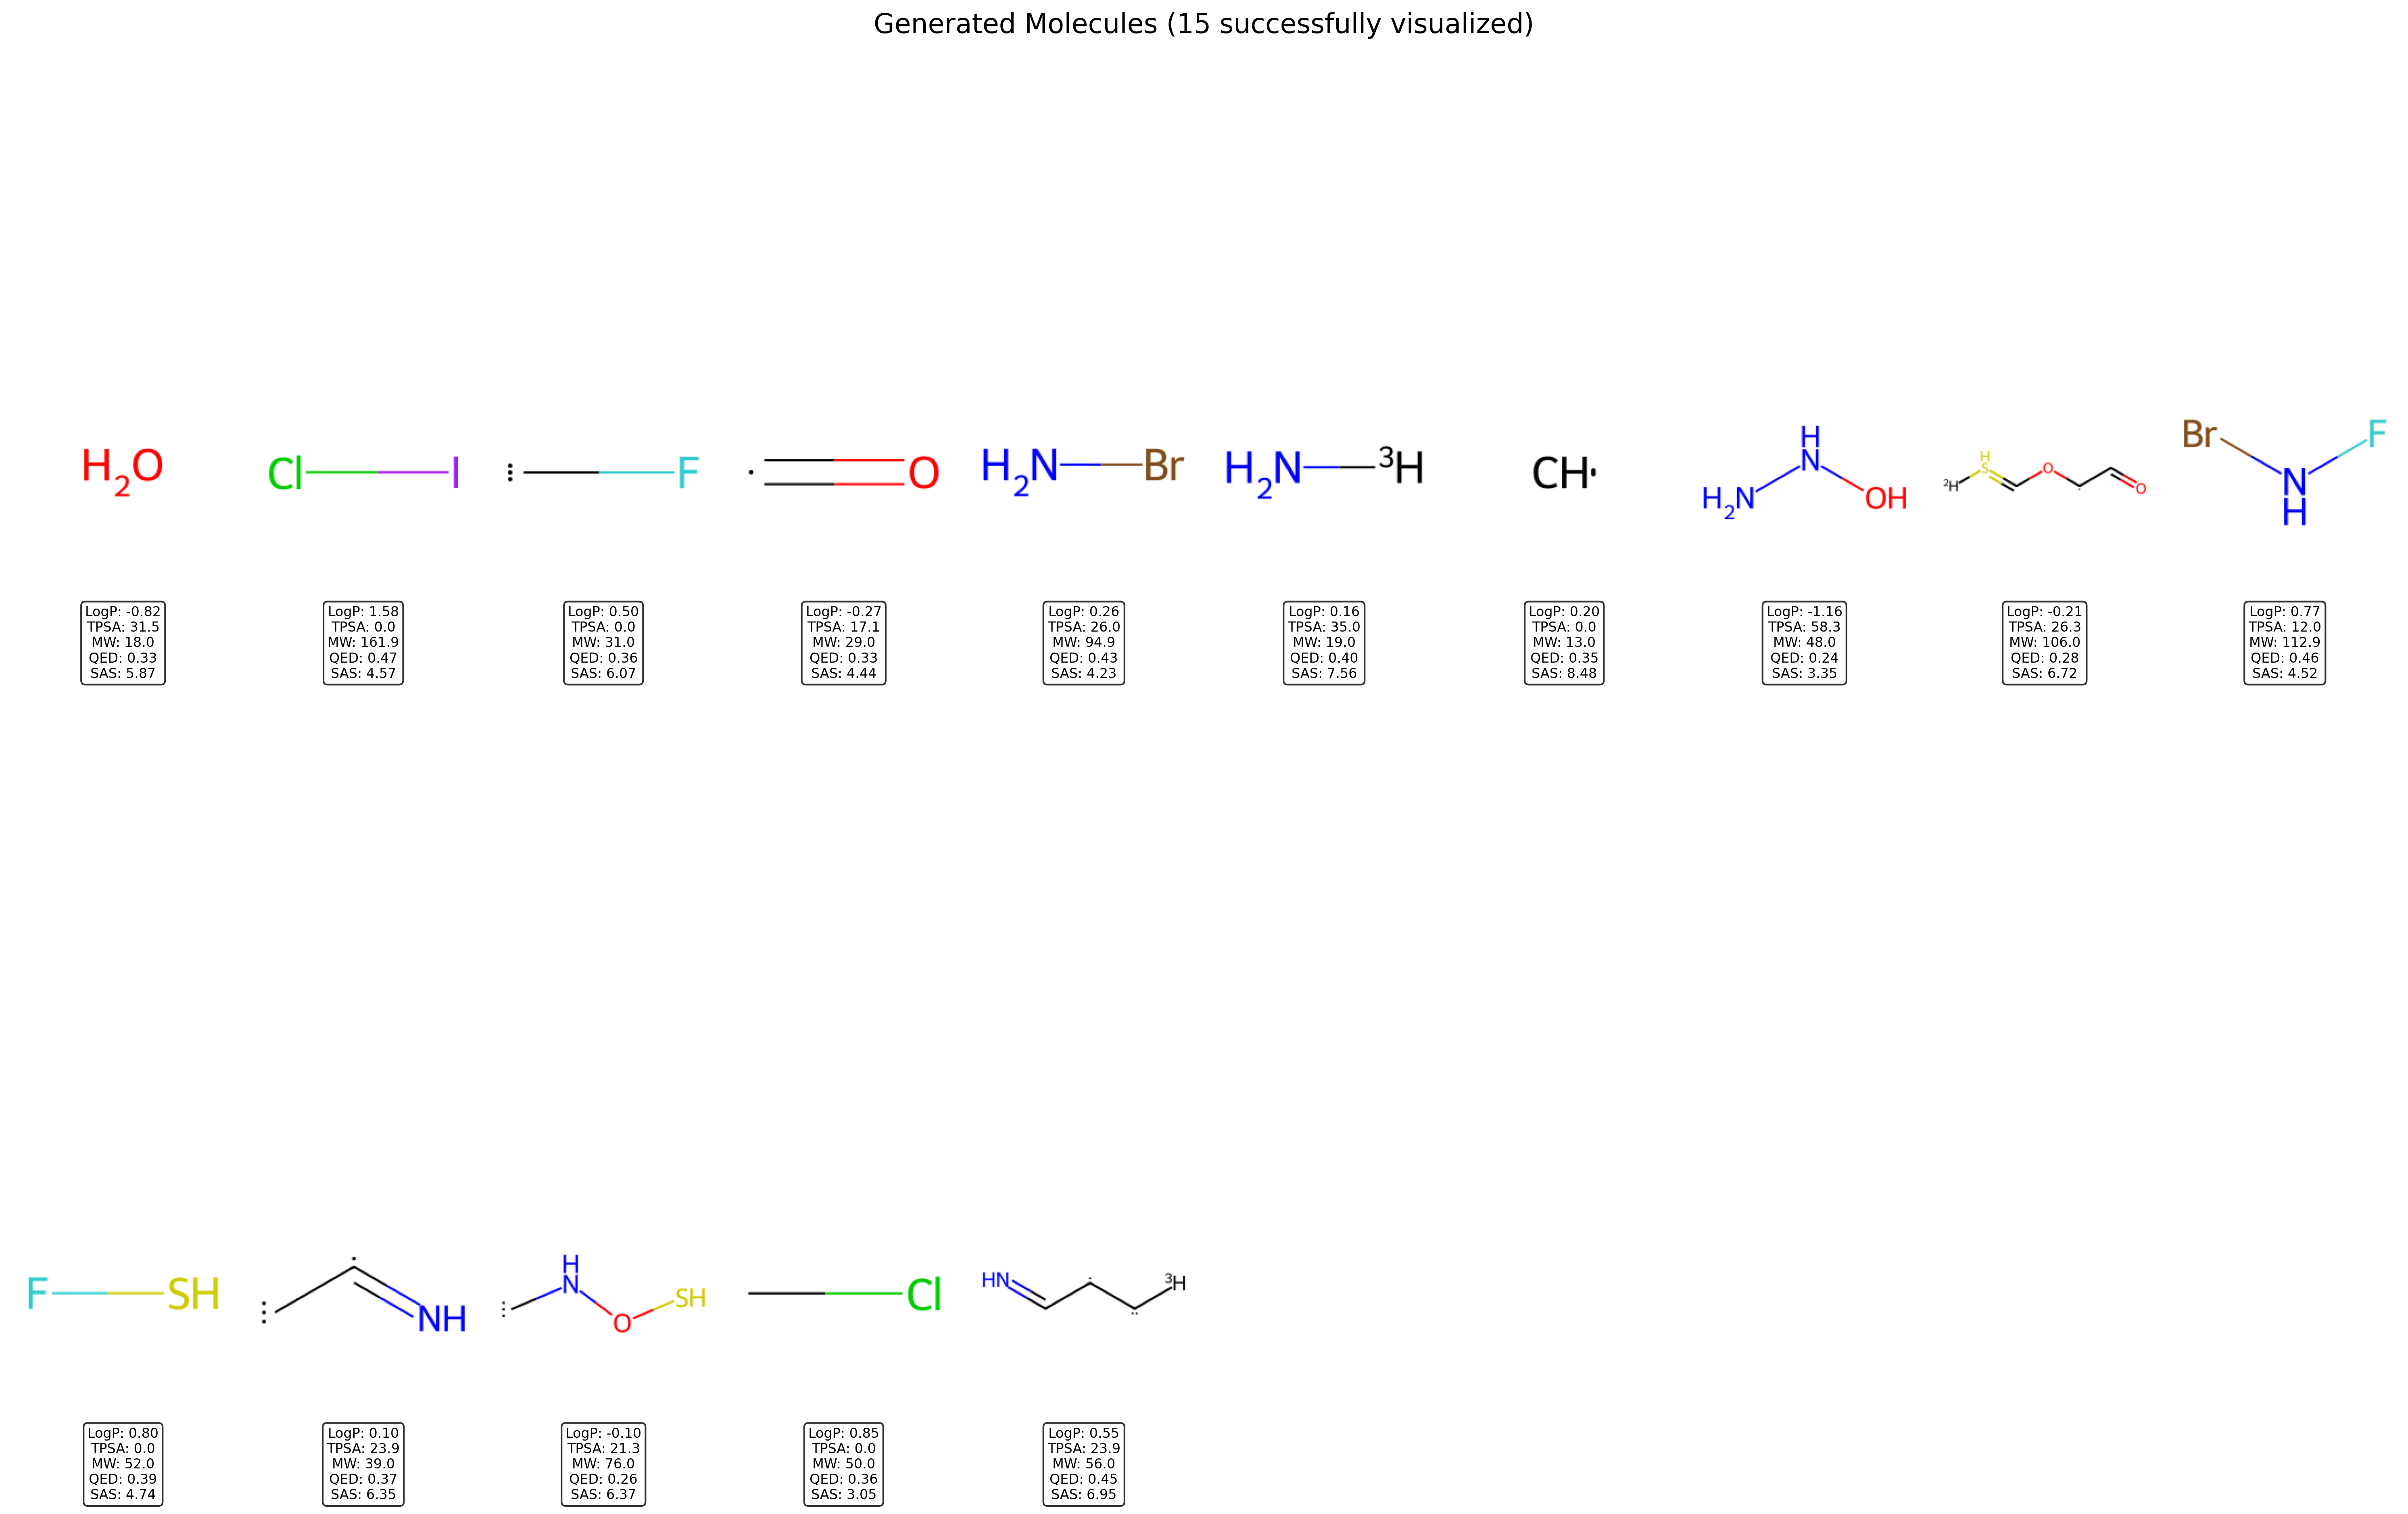 Generated Molecules (15 successfully visualized)
H₂O
Cl I
F
O
H₂N Br
H₂N ³H
CH
H
N
H₂N OH
H
S
²H O O
Br F
N
H
LogP: -0.82
TPSA: 31.5
MW: 18.0
QED: 0.33
SAS: 5.87
LogP: 1.58
TPSA: 0.0
MW: 161.9
QED: 0.47
SAS: 4.57
LogP: 0.50
TPSA: 0.0
MW: 31.0
QED: 0.36
SAS: 6.07
LogP: -0.27
TPSA: 17.1
MW: 29.0
QED: 0.33
SAS: 4.44
LogP: 0.26
TPSA: 26.0
MW: 94.9
QED: 0.43
SAS: 4.23
LogP: 0.16
TPSA: 35.0
MW: 19.0
QED: 0.40
SAS: 7.56
LogP: 0.20
TPSA: 0.0
MW: 13.0
QED: 0.35
SAS: 8.48
LogP: -1.16
TPSA: 58.3
MW: 48.0
QED: 0.24
SAS: 3.35
LogP: -0.21
TPSA: 26.3
MW: 106.0
QED: 0.28
SAS: 6.72
LogP: 0.77
TPSA: 12.0
MW: 112.9
QED: 0.46
SAS: 4.52
F SH
NH
H
N
O SH
Cl
HN ³H
LogP: 0.80
TPSA: 0.0
MW: 52.0
QED: 0.39
SAS: 4.74
LogP: 0.10
TPSA: 23.9
MW: 39.0
QED: 0.37
SAS: 6.35
LogP: -0.10
TPSA: 21.3
MW: 76.0
QED: 0.26
SAS: 6.37
LogP: 0.85
TPSA: 0.0
MW: 50.0
QED: 0.36
SAS: 3.05
LogP: 0.55
TPSA: 23.9
MW: 56.0
QED: 0.45
SAS: 6.95